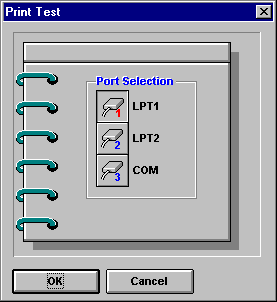 Print Test
Port Selection
1 LPT1
2 LPT2
3 COM
OK Cancel